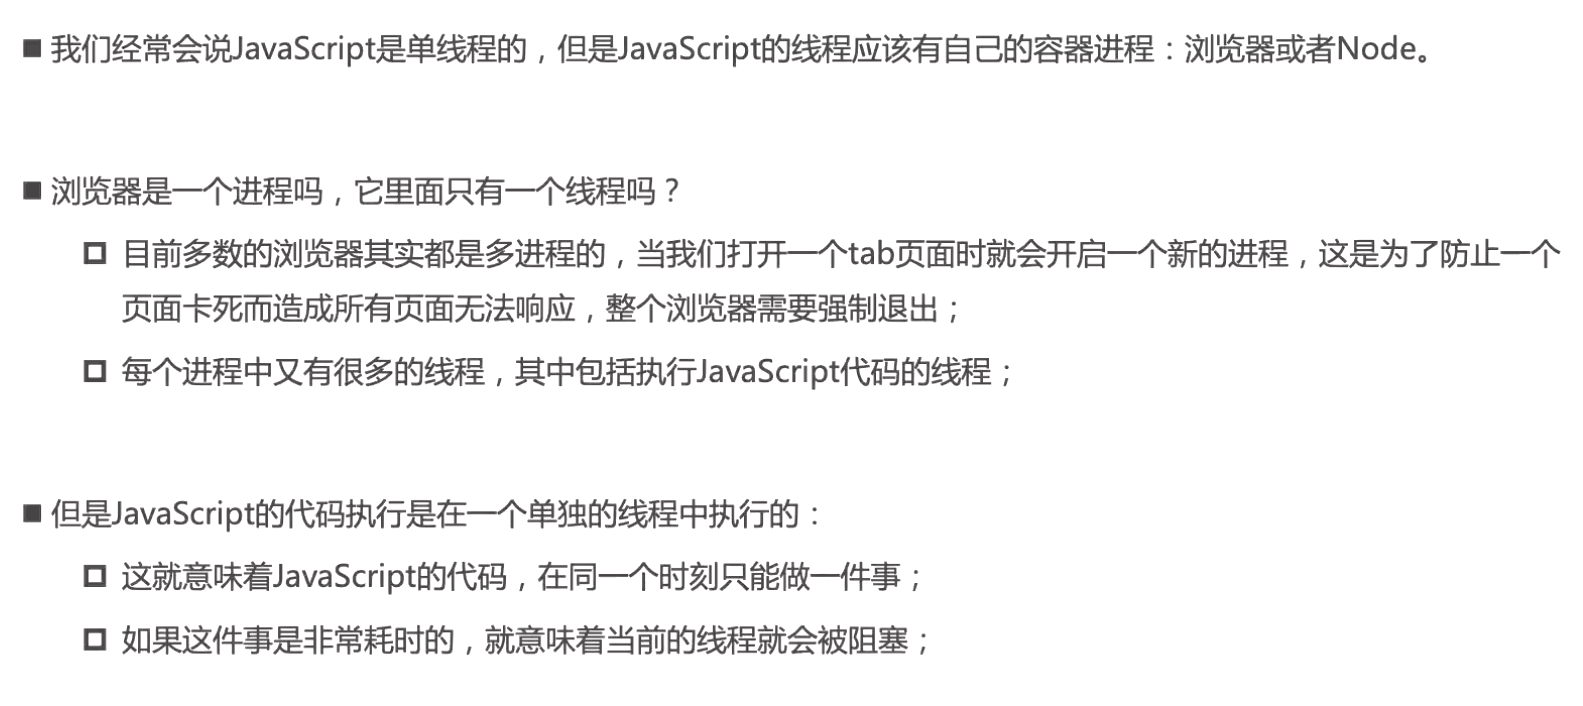 我们经常会说JavaScript是单线程的，但是JavaScript的线程应该有自己的容器进程：浏览器或者Node。
浏览器是一个进程吗，它里面只有一个线程吗？
目前多数的浏览器其实都是多进程的，当我们打开一个tab页面时就会开启一个新的进程，这是为了防止一个
页面卡死而造成所有页面无法响应，整个浏览器需要强制退出；
每个进程中又有很多的线程，其中包括执行JavaScript代码的线程；
但是JavaScript的代码执行是在一个单独的线程中执行的：
这就意味着JavaScript的代码，在同一个时刻只能做一件事；
如果这件事是非常耗时的，就意味着当前的线程就会被阻塞；